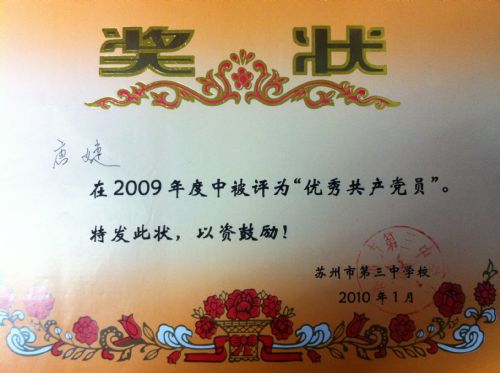 奖状
唐婕
在2009年度中被评为“优秀共产党员”。
特发此状，以资鼓励！
苏州市第三中学校
2010年1月